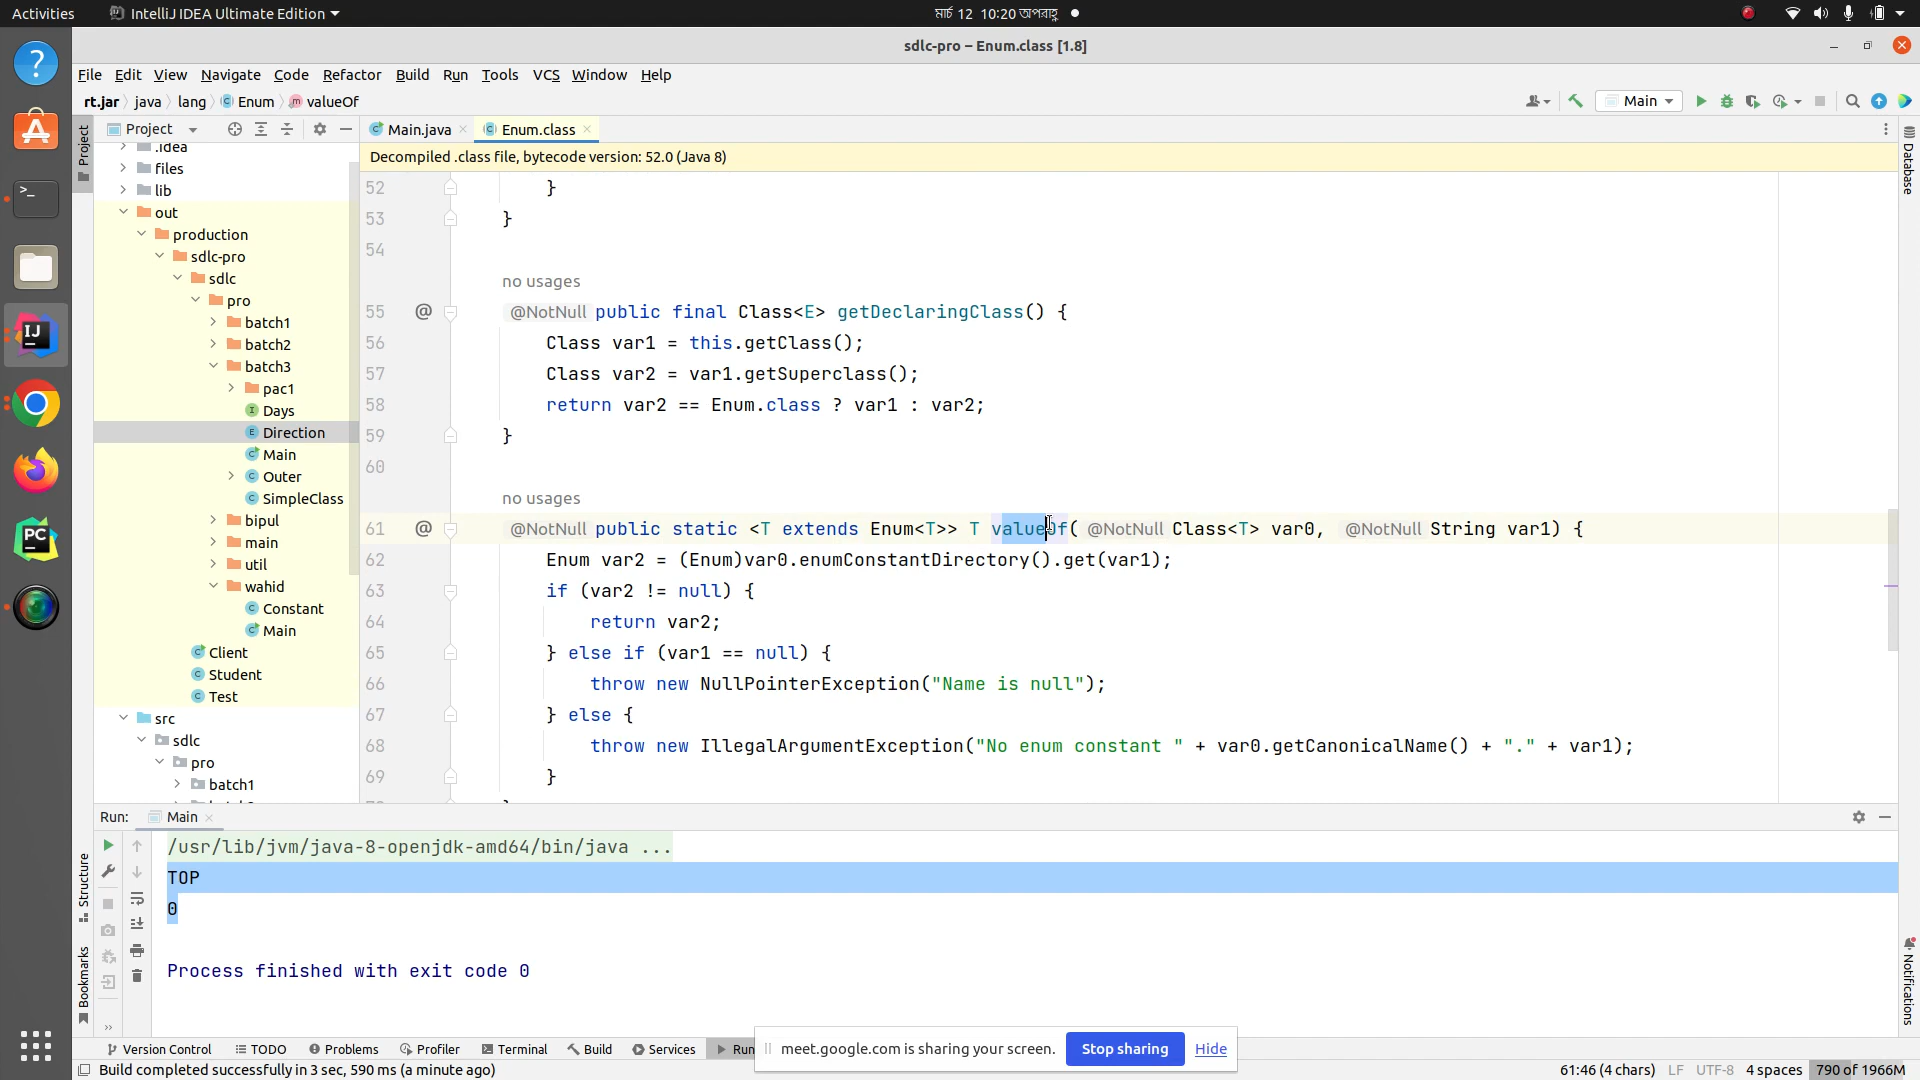 Activities
IntelliJ IDEA Ultimate Edition
মার্চ 12 10:20 অপরাহ্ণ
sdlc-pro – Enum.class [1.8]
File Edit View Navigate Code Refactor Build Run Tools VCS Window Help
rt.jar java lang Enum valueOf
Main
Project
Project
Main.java
Enum.class
Database
Decompiled .class file, bytecode version: 52.0 (Java 8)
.idea
files
lib
out
production
sdlc-pro
sdlc
pro
batch1
batch2
batch3
pac1
Days
Direction
Main
Outer
SimpleClass
bipul
main
util
wahid
Constant
Main
Client
Student
Test
src
sdlc
pro
batch1
52 }
53 }
54
no usages
55 @ @NotNull public final Class<E> getDeclaringClass() {
56 Class var1 = this.getClass();
57 Class var2 = var1.getSuperclass();
58 return var2 == Enum.class ? var1 : var2;
59 }
60
no usages
61 @ @NotNull public static <T extends Enum<T>> T valueOf( @NotNull Class<T> var0, @NotNull String var1) {
62 Enum var2 = (Enum)var0.enumConstantDirectory().get(var1);
63 if (var2 != null) {
64 return var2;
65 } else if (var1 == null) {
66 throw new NullPointerException("Name is null");
67 } else {
68 throw new IllegalArgumentException("No enum constant " + var0.getCanonicalName() + "." + var1);
69 }
Run: Main
/usr/lib/jvm/java-8-openjdk-amd64/bin/java ...
TOP
0
Process finished with exit code 0
Structure
Bookmarks
Notifications
Version Control TODO Problems Profiler Terminal Build Services Run
meet.google.com is sharing your screen. Stop sharing Hide
Build completed successfully in 3 sec, 590 ms (a minute ago)
61:46 (4 chars) LF UTF-8 4 spaces 790 of 1966M